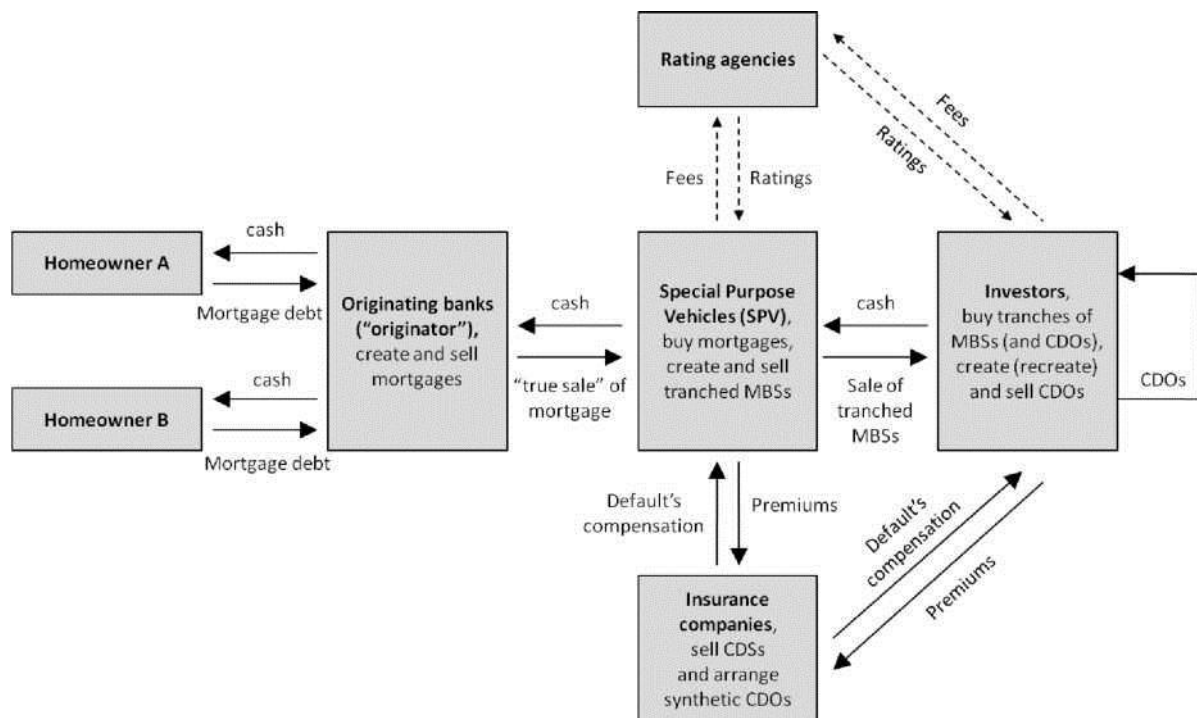 Rating agencies
Fees
Ratings
Fees
Ratings
Homeowner A
cash
Mortgage debt
Homeowner B
cash
Mortgage debt
Originating banks
(“originator”),
create and sell
mortgages
cash
“true sale” of
mortgage
Special Purpose
Vehicles (SPV),
buy mortgages,
create and sell
tranched MBSs
cash
Sale of
tranched
MBSs
Investors,
buy tranches of
MBSs (and CDOs),
create (recreate)
and sell CDOs
CDOs
Default’s
compensation
Premiums
Default’s
compensation
Premiums
Insurance
companies,
sell CDSs
and arrange
synthetic CDOs